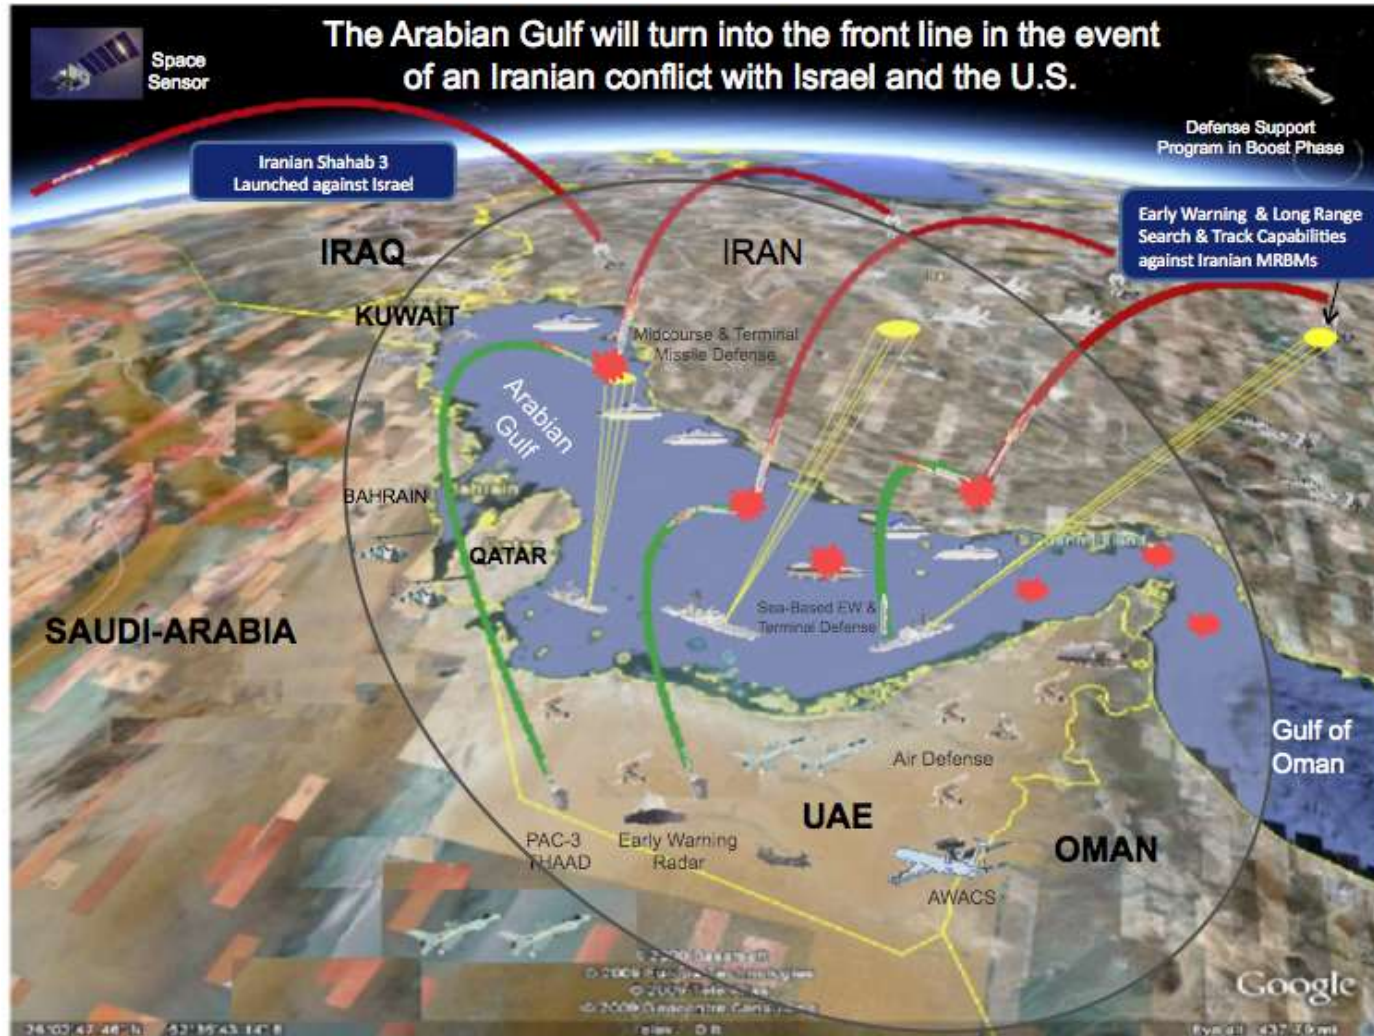 The Arabian Gulf will turn into the front line in the event
of an Iranian conflict with Israel and the U.S.
Space
Sensor
Defense Support
Program in Boost Phase
Iranian Shahab 3
Launched against Israel
Early Warning & Long Range
Search & Track Capabilities
against Iranian MRBMs
IRAQ
IRAN
KUWAIT
Midcourse & Terminal
Missile Defense
Arabian
Gulf
BAHRAIN
QATAR
SAUDI-ARABIA
Sea-Based EW &
Terminal Defense
Gulf of
Oman
Air Defense
UAE
OMAN
PAC-3
THAAD
Early Warning
Radar
AWACS
Google